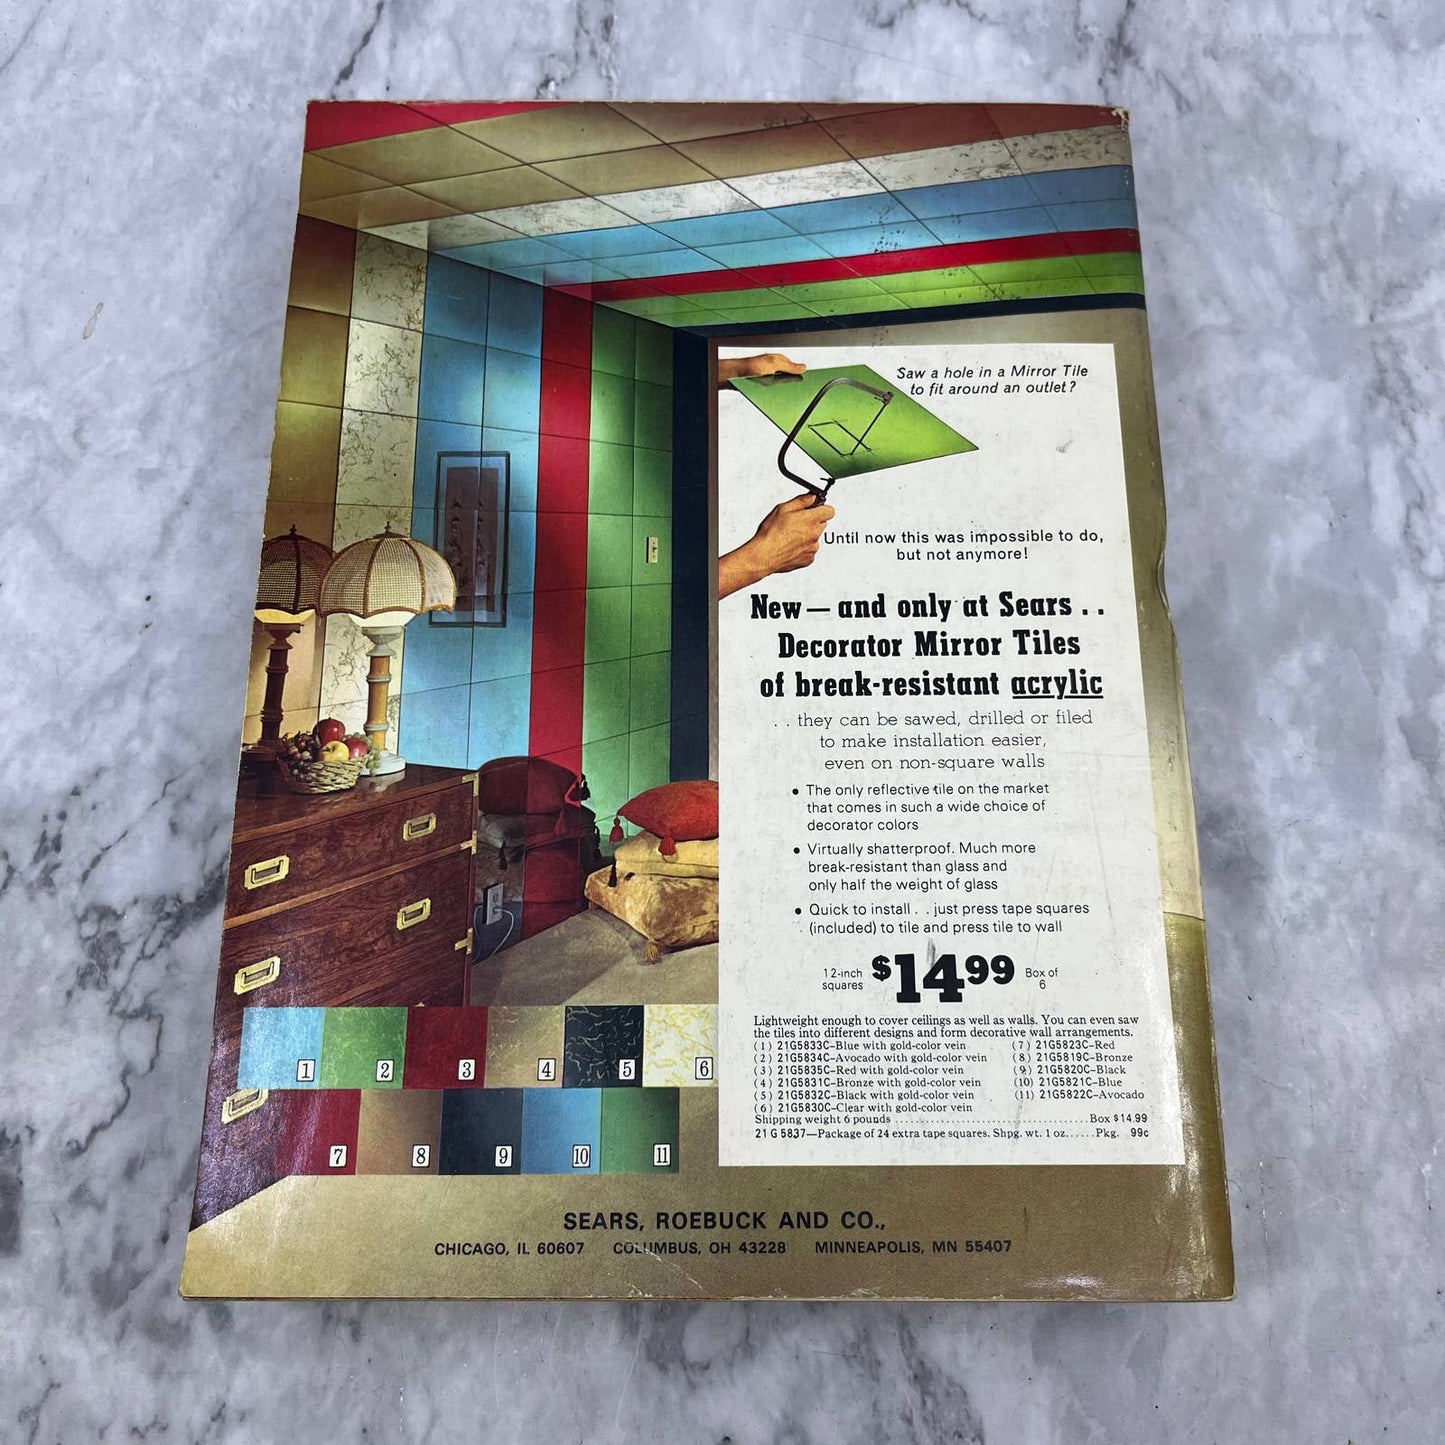 Saw a hole in a Mirror Tile
to fit around an outlet?
Until now this was impossible to do,
but not anymore!
New — and only at Sears . .
Decorator Mirror Tiles
of break-resistant acrylic
. . they can be sawed, drilled or filed
to make installation easier,
even on non-square walls
• The only reflective tile on the market
that comes in such a wide choice of
decorator colors
• Virtually shatterproof. Much more
break-resistant than glass and
only half the weight of glass
• Quick to install . . just press tape squares
(included) to tile and press tile to wall
12-inch
squares
$14 99
Box of
6
Lightweight enough to cover ceilings as well as walls. You can even saw
the tiles into different designs and form decorative wall arrangements.
(1) 21G5833C—Blue with gold-color vein
(2) 21G5834C—Avocado with gold-color vein
(3) 21G5835C—Red with gold-color vein
(4) 21G5831C—Bronze with gold-color vein
(5) 21G5832C—Black with gold-color vein
(6) 21G5830C—Clear with gold-color vein
(7) 21G5823C—Red
(8) 21G5819C—Bronze
(9) 21G5820C—Black
(10) 21G5821C—Blue
(11) 21G5822C—Avocado
Shipping weight 6 pounds ........................................ Box $14.99
21 G 5837—Package of 24 extra tape squares. Shpg. wt. 1 oz. ..... Pkg. 99c
1
2
3
4
5
6
7
8
9
10
11
SEARS, ROEBUCK AND CO.,
CHICAGO, IL 60607 COLUMBUS, OH 43228 MINNEAPOLIS, MN 55407